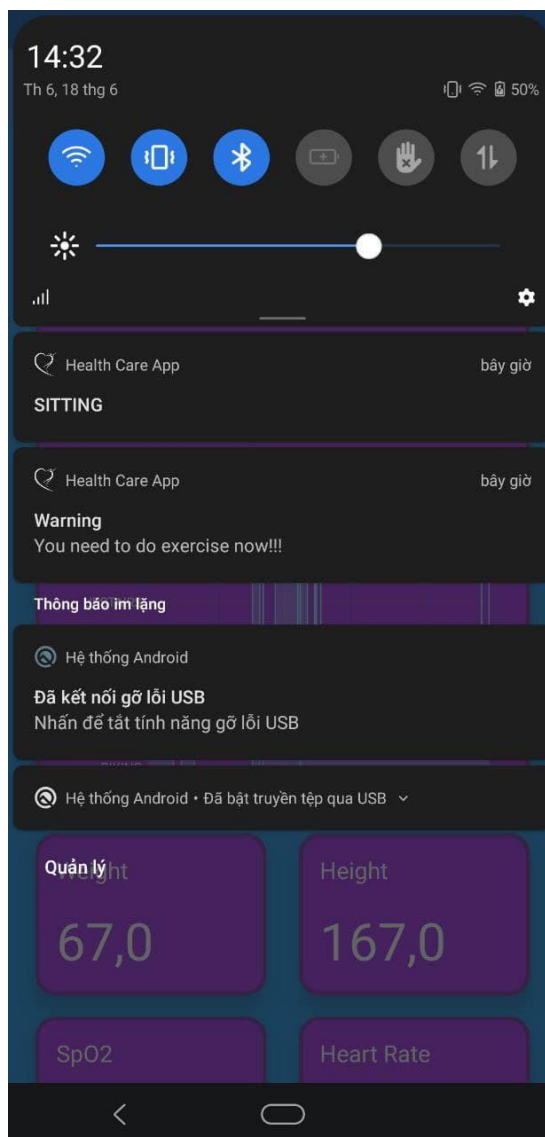 14:32
Th 6, 18 thg 6
50%
Health Care App
bây giờ
SITTING
Health Care App
bây giờ
Warning
You need to do exercise now!!!
Thông báo im lặng
Hệ thống Android
Đã kết nối gỡ lỗi USB
Nhấn để tắt tính năng gỡ lỗi USB
Hệ thống Android • Đã bật truyền tệp qua USB
Quản lý
Weight
Height
67,0
167,0
SpO2
Heart Rate